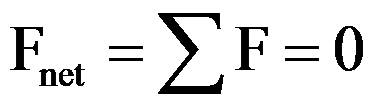 F_net = ∑F = 0